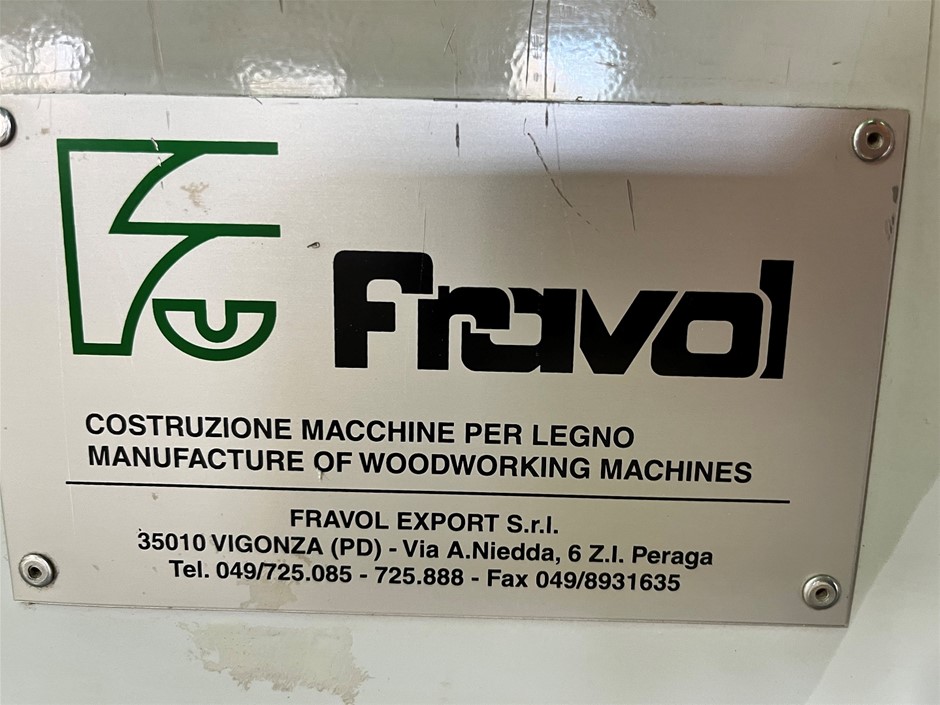 Fravol
COSTRUZIONE MACCHINE PER LEGNO
MANUFACTURE OF WOODWORKING MACHINES
FRAVOL EXPORT S.r.l.
35010 VIGONZA (PD) - Via A.Niedda, 6 Z.I. Peraga
Tel. 049/725.085 - 725.888 - Fax 049/8931635